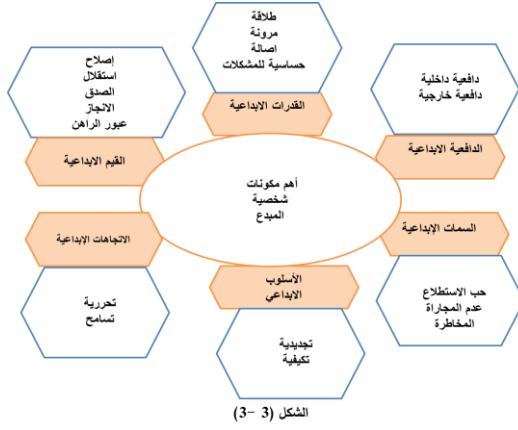 طلاقة
مرونة
اصالة
حساسية للمشكلات
القدرات الابداعية
دافعية داخلية
دافعية خارجية
الدافعية الابداعية
إصلاح
استقلال
الصدق
الانجاز
عبور الراهن
القيم الابداعية
أهم مكونات
شخصية
المبدع
السمات الإبداعية
حب الاستطلاع
عدم المجاراة
المخاطرة
الاتجاهات الإبداعية
تحررية
تسامح
الأسلوب
الابداعي
تجديدية
تكيفية
الشكل (3 -3)